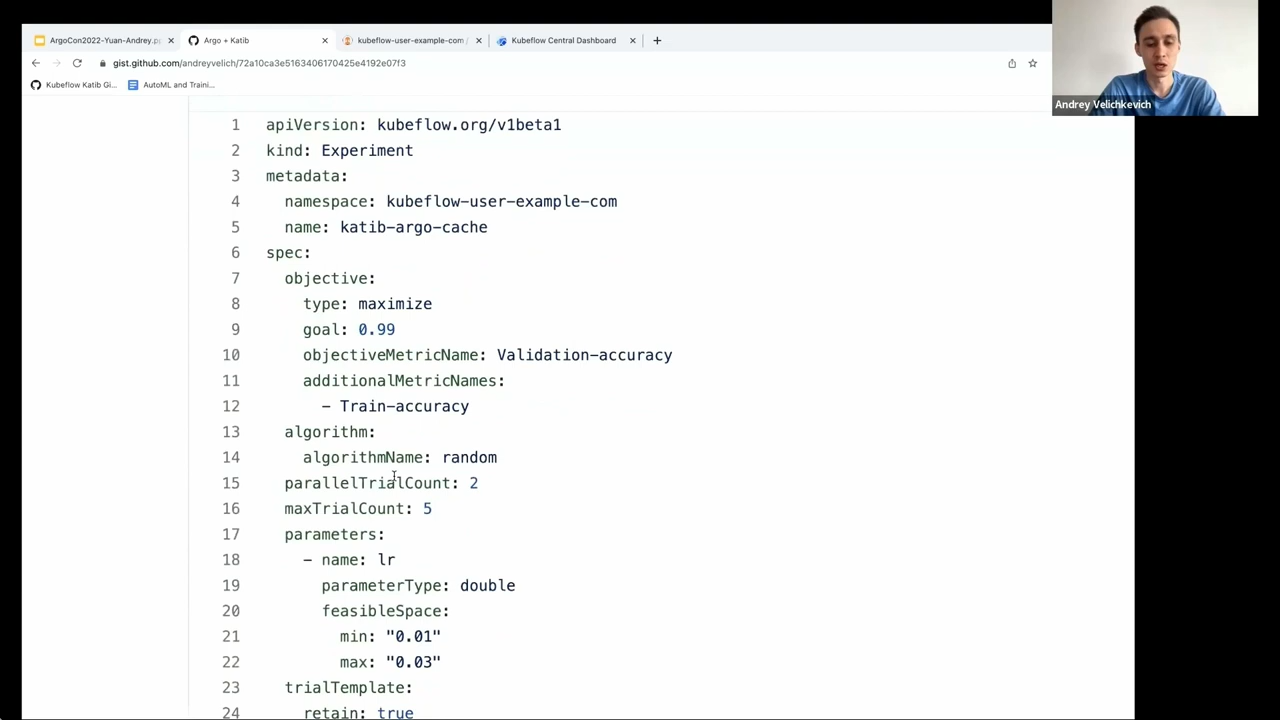 ArgoCon2022-Yuan-Andrey.pp
Argo + Katib
kubeflow-user-example-com /
Kubeflow Central Dashboard
gist.github.com/andreyvelich/72a10ca3e5163406170425e4192e07f3
Kubeflow Katib Gi...
AutoML and Traini...
Andrey Velichkevich
1 apiVersion: kubeflow.org/v1beta1
2 kind: Experiment
3 metadata:
4 namespace: kubeflow-user-example-com
5 name: katib-argo-cache
6 spec:
7 objective:
8 type: maximize
9 goal: 0.99
10 objectiveMetricName: Validation-accuracy
11 additionalMetricNames:
12 - Train-accuracy
13 algorithm:
14 algorithmName: random
15 parallelTrialCount: 2
16 maxTrialCount: 5
17 parameters:
18 - name: lr
19 parameterType: double
20 feasibleSpace:
21 min: "0.01"
22 max: "0.03"
23 trialTemplate:
24 retain: true